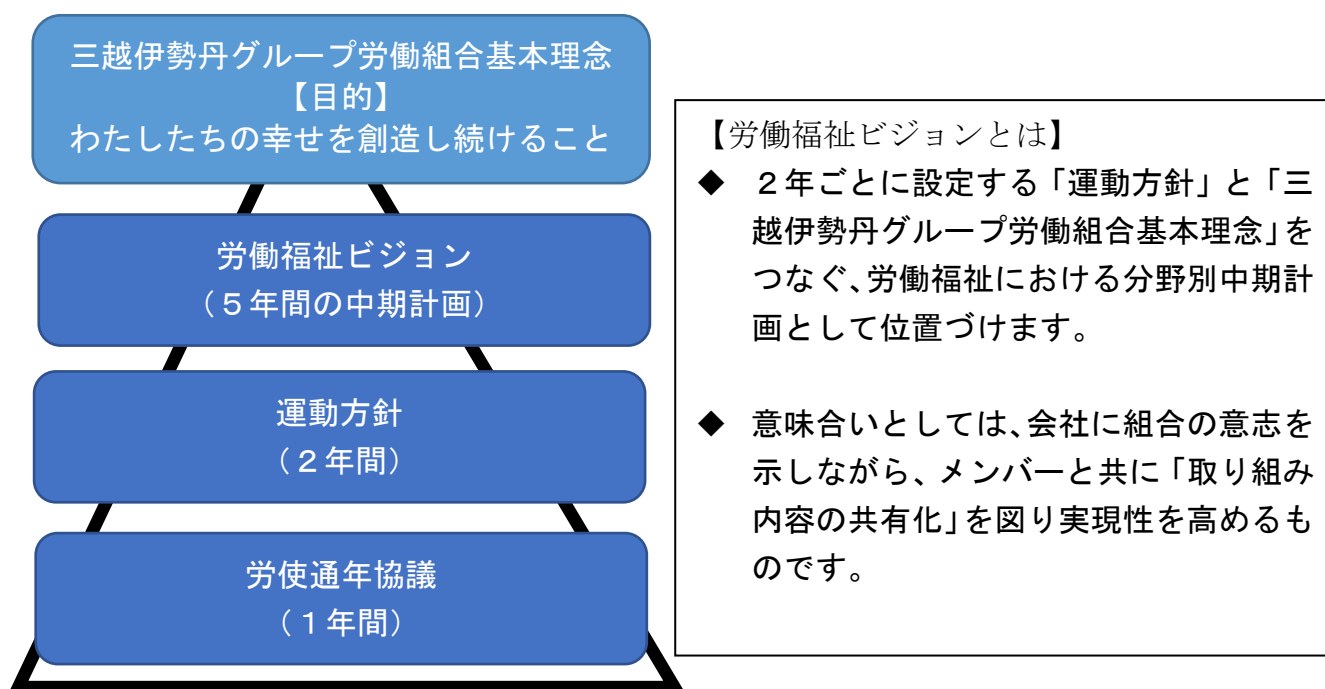 三越伊勢丹グループ労働組合基本理念
【目的】
わたしたちの幸せを創造し続けること
労働福祉ビジョン
（５年間の中期計画）
運動方針
（２年間）
労使通年協議
（１年間）
【労働福祉ビジョンとは】
◆ ２年ごとに設定する「運動方針」と「三
越伊勢丹グループ労働組合基本理念」を
つなぐ、労働福祉における分野別中期計
画として位置づけます。
◆ 意味合いとしては、会社に組合の意志を
示しながら、メンバーと共に「取り組み
内容の共有化」を図り実現性を高めるも
のです。